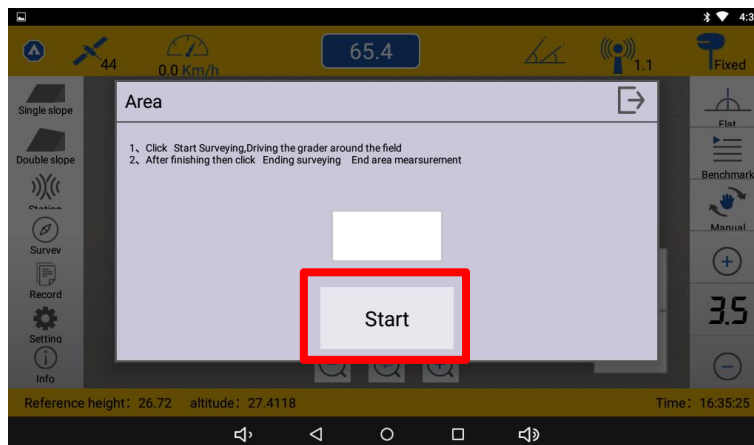 4:3
44
0.0 Km/h
65.4
1.1
Fixed
Single slope
Double slope
Station
Survey
Record
Setting
Info
Area
1、Click Start Surveying,Driving the grader around the field
2、After finishing then click Ending surveying End area mearsurement
Start
Flat
Benchmark
Manual
3.5
Reference height: 26.72 altitude: 27.4118
Time: 16:35:25